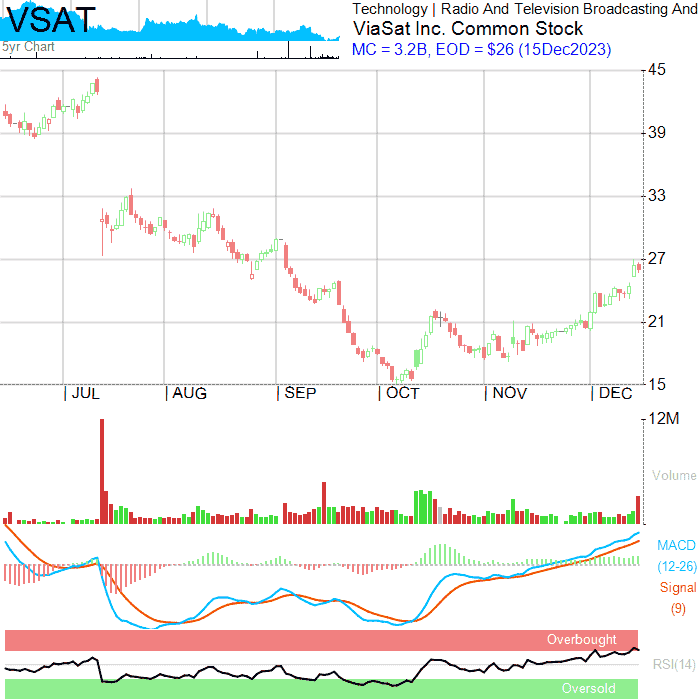 VSAT
5yr Chart
Technology | Radio And Television Broadcasting And
ViaSat Inc. Common Stock
MC = 3.2B, EOD = $26 (15Dec2023)
45
39
33
27
21
15
| JUL | AUG | SEP | OCT | NOV | DEC
12M
Volume
MACD
(12-26)
Signal
(9)
Overbought
RSI(14)
Oversold